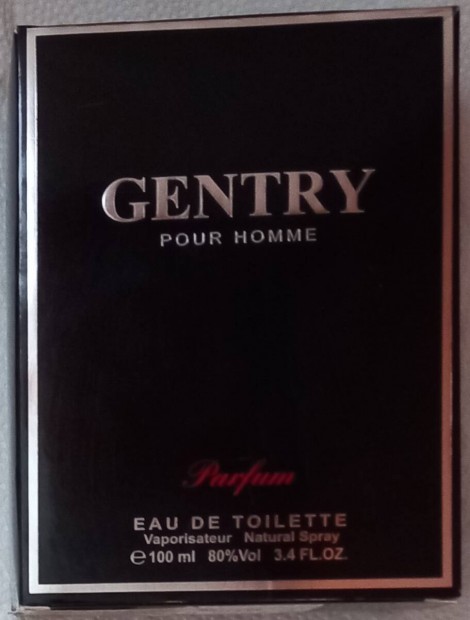 GENTRY
POUR HOMME
Parfum
EAU DE TOILETTE
Vaporisateur Natural Spray
℮ 100 ml 80%Vol 3.4 FL.OZ.